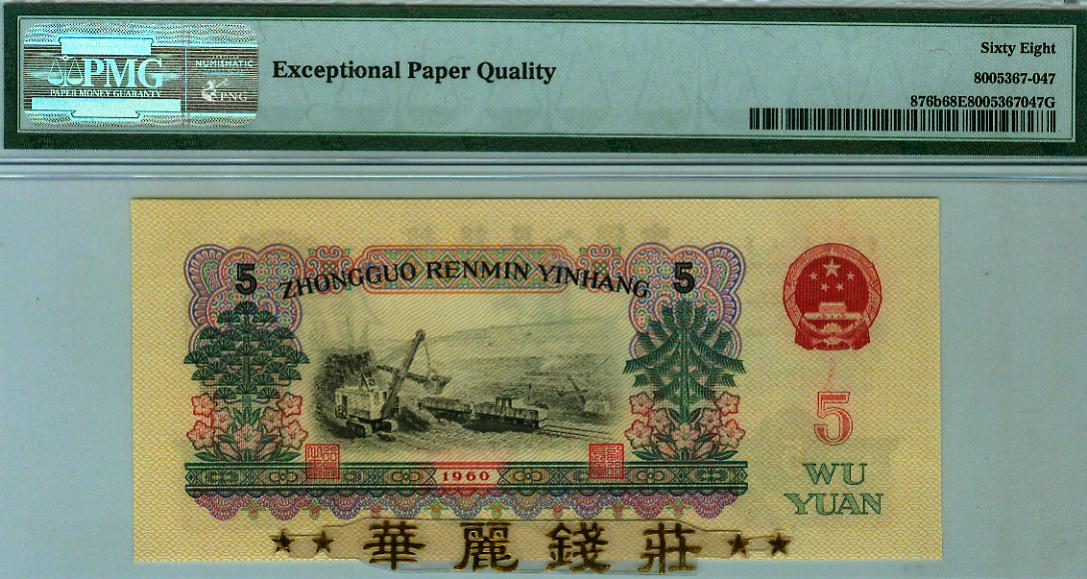 PMG
PAPER MONEY GUARANTY
NUMISMATIC
PNG
Exceptional Paper Quality
Sixty Eight
8005367-047
876b68E8005367047G
5 ZHONGGUO RENMIN YINHANG 5
5
WU
YUAN
1960
★★ 華麗錢莊 ★★